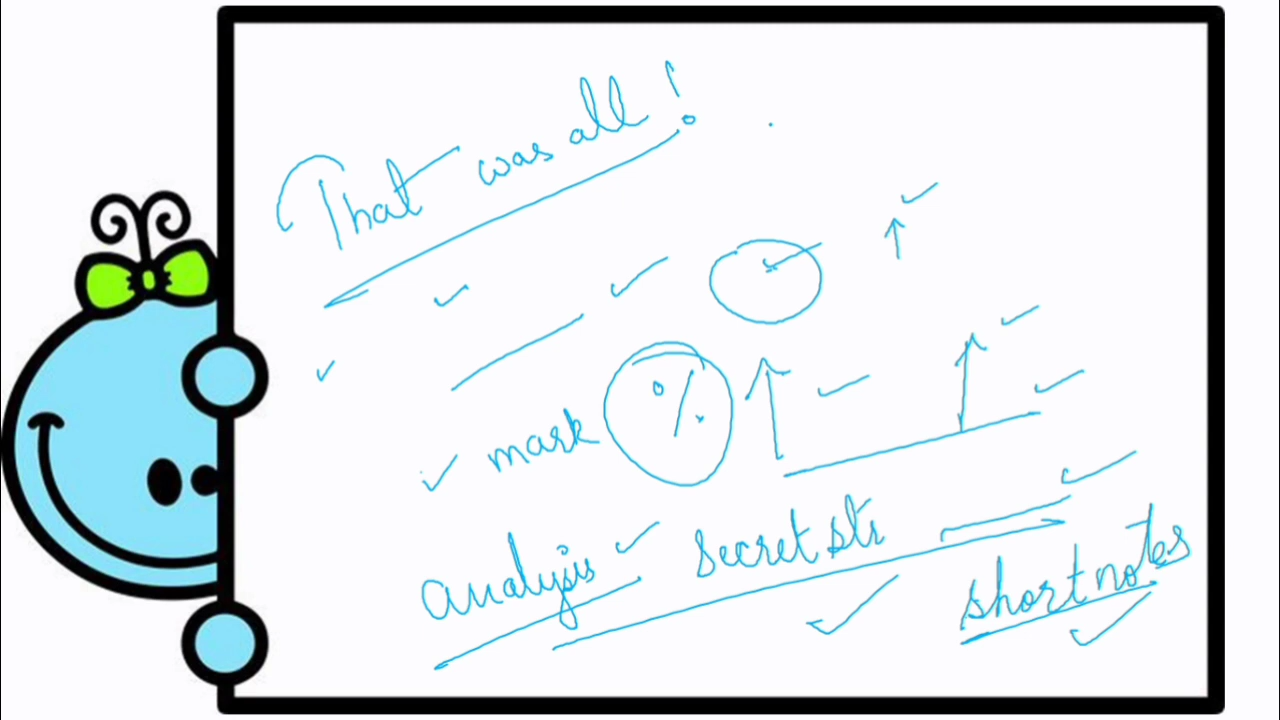 That was all!
mark %
analysis secret str
short notes